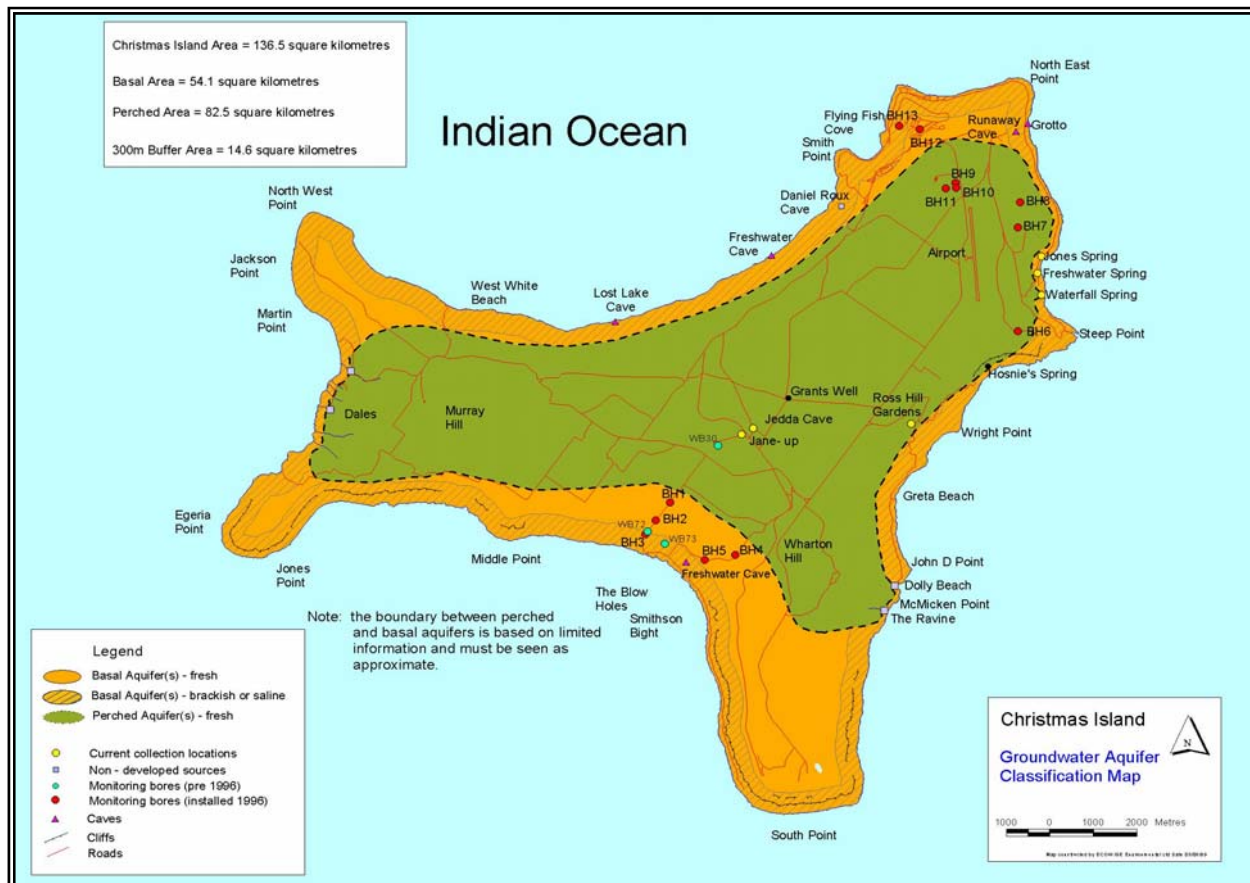 Christmas Island Area = 136.5 square kilometres
Basal Area = 54.1 square kilometres
Perched Area = 82.5 square kilometres
300m Buffer Area = 14.6 square kilometres
Indian Ocean
North East
Point
Flying Fish
Cove
BH13
Runaway
Cave
Grotto
Smith
Point
BH12
North West
Point
Daniel Roux
Cave
BH9
BH10
BH11
BH8
BH7
Freshwater
Cave
Airport
Jackson
Point
Jones Spring
Freshwater Spring
Waterfall Spring
West White
Beach
Lost Lake
Cave
Martin
Point
BH6
Steep Point
Hosnie's Spring
Grants Well
Ross Hill
Gardens
Dales
Murray
Hill
Jedda Cave
Jane- up
WB30
Wright Point
Greta Beach
BH1
BH2
WB72
BH3
WB73
BH5
BH4
Freshwater Cave
Wharton
Hill
Egeria
Point
Jones
Point
Middle Point
The Blow
Holes
Smithson
Bight
John D Point
Dolly Beach
McMicken Point
The Ravine
Note: the boundary between perched
and basal aquifers is based on limited
information and must be seen as
approximate.
South Point
Legend
Basal Aquifer(s) - fresh
Basal Aquifer(s) - brackish or saline
Perched Aquifer(s) - fresh
Current collection locations
Non - developed sources
Monitoring bores (pre 1996)
Monitoring bores (installed 1996)
Caves
Cliffs
Roads
Christmas Island
N
Groundwater Aquifer
Classification Map
1000 0 1000 2000 Metres